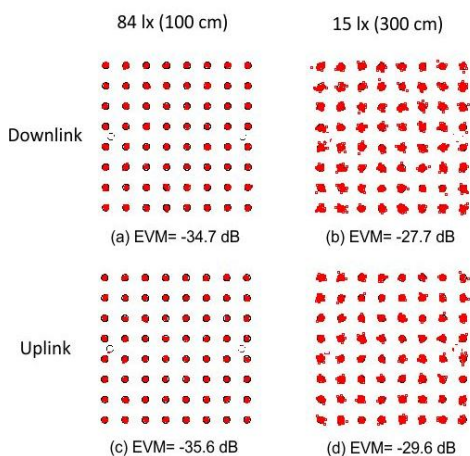 84 lx (100 cm)
15 lx (300 cm)
Downlink
(a) EVM= -34.7 dB
(b) EVM= -27.7 dB
Uplink
(c) EVM= -35.6 dB
(d) EVM= -29.6 dB